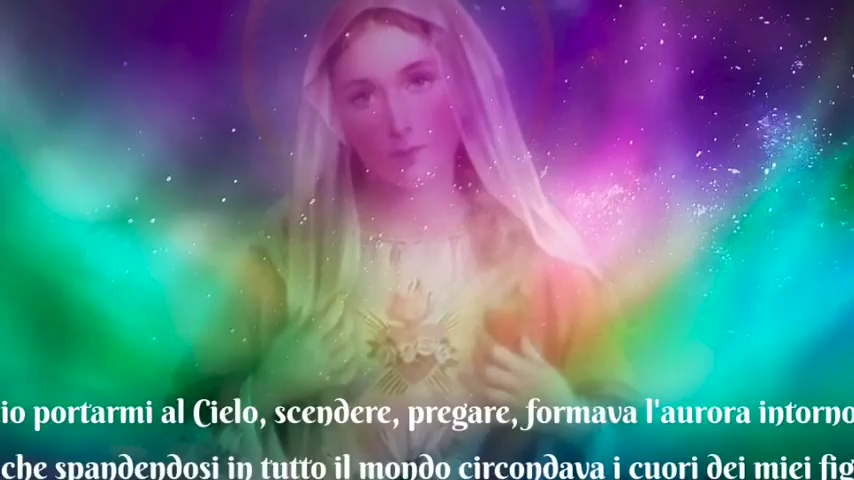 io portarmi al Cielo, scendere, pregare, formava l'aurora intorno
che spandendosi in tutto il mondo circondava i cuori dei miei fig